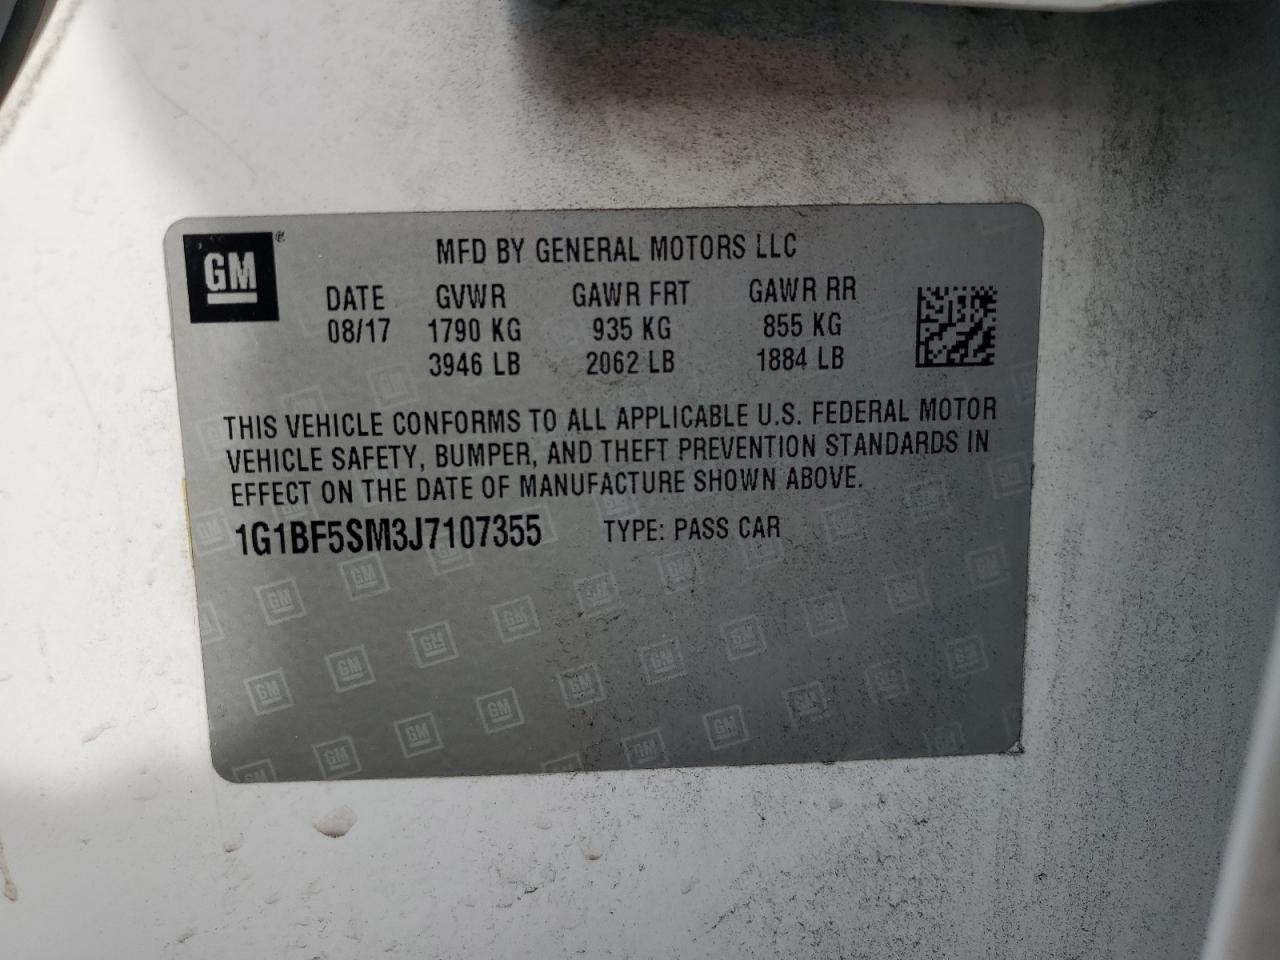 GM®
MFD BY GENERAL MOTORS LLC
DATE GVWR GAWR FRT GAWR RR
08/17 1790 KG 935 KG 855 KG
3946 LB 2062 LB 1884 LB
THIS VEHICLE CONFORMS TO ALL APPLICABLE U.S. FEDERAL MOTOR
VEHICLE SAFETY, BUMPER, AND THEFT PREVENTION STANDARDS IN
EFFECT ON THE DATE OF MANUFACTURE SHOWN ABOVE.
1G1BF5SM3J7107355 TYPE: PASS CAR